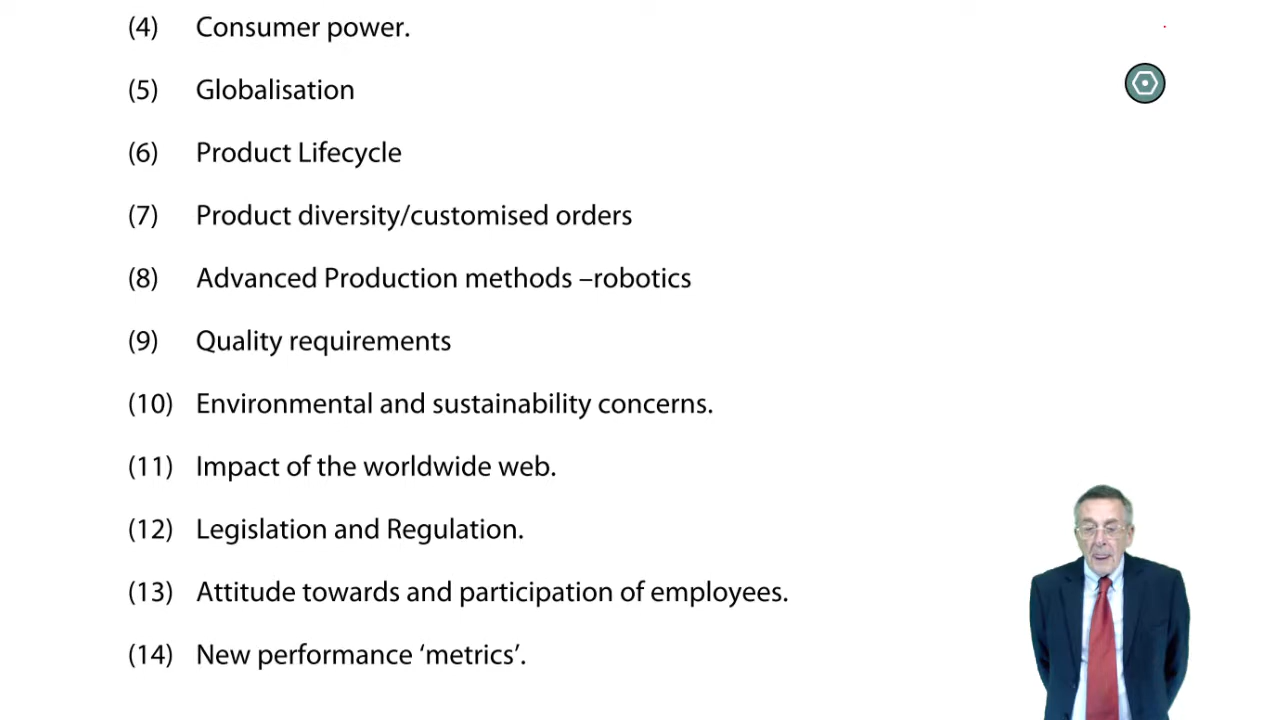 (4) Consumer power.
(5) Globalisation
(6) Product Lifecycle
(7) Product diversity/customised orders
(8) Advanced Production methods –robotics
(9) Quality requirements
(10) Environmental and sustainability concerns.
(11) Impact of the worldwide web.
(12) Legislation and Regulation.
(13) Attitude towards and participation of employees.
(14) New performance ‘metrics’.